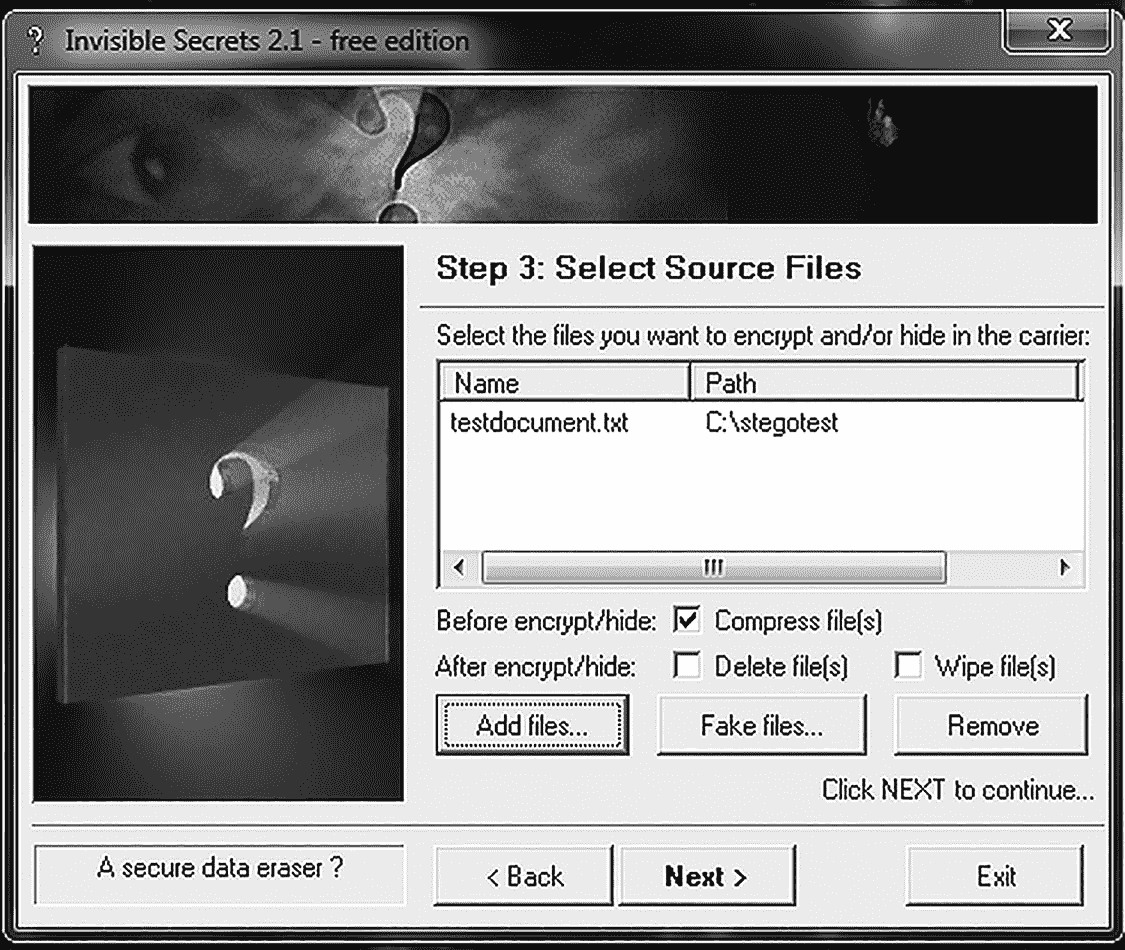 Invisible Secrets 2.1 - free edition
Step 3: Select Source Files
Select the files you want to encrypt and/or hide in the carrier:
Name Path
testdocument.txt C:\stegotest
Before encrypt/hide: Compress file(s)
After encrypt/hide: Delete file(s) Wipe file(s)
Add files... Fake files... Remove
Click NEXT to continue...
A secure data eraser ? < Back Next > Exit